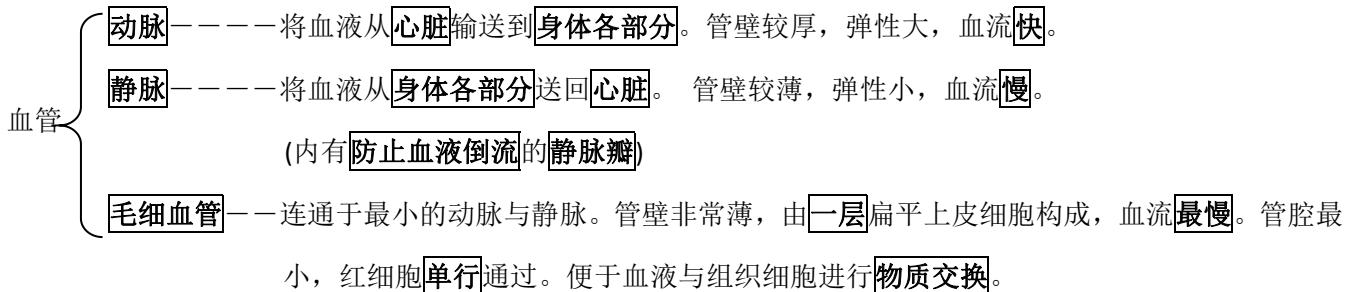 动脉－－－－将血液从心脏输送到身体各部分。管壁较厚，弹性大，血流快。
静脉－－－－将血液从身体各部分送回心脏。 管壁较薄，弹性小，血流慢。
血管
(内有防止血液倒流的静脉瓣)
毛细血管－－连通于最小的动脉与静脉。管壁非常薄，由一层扁平上皮细胞构成，血流最慢。管腔最
小，红细胞单行通过。便于血液与组织细胞进行物质交换。